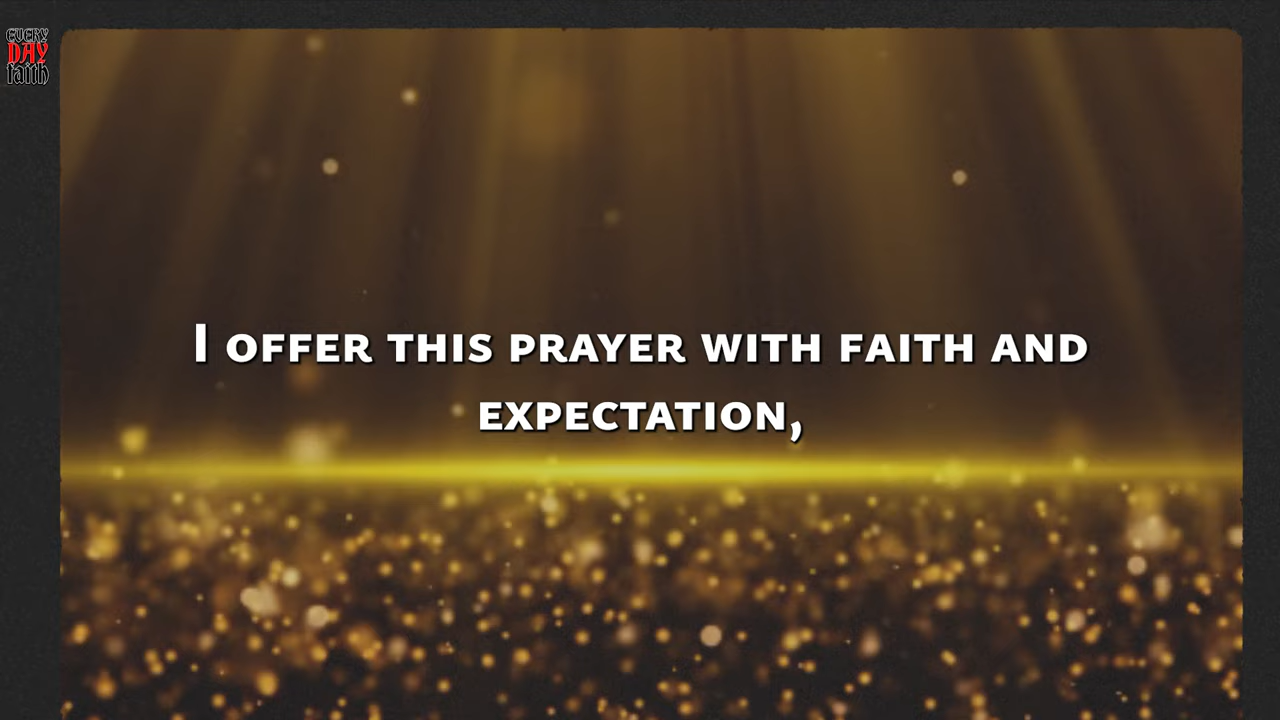 EVERY
DAY
faith
I OFFER THIS PRAYER WITH FAITH AND
EXPECTATION,